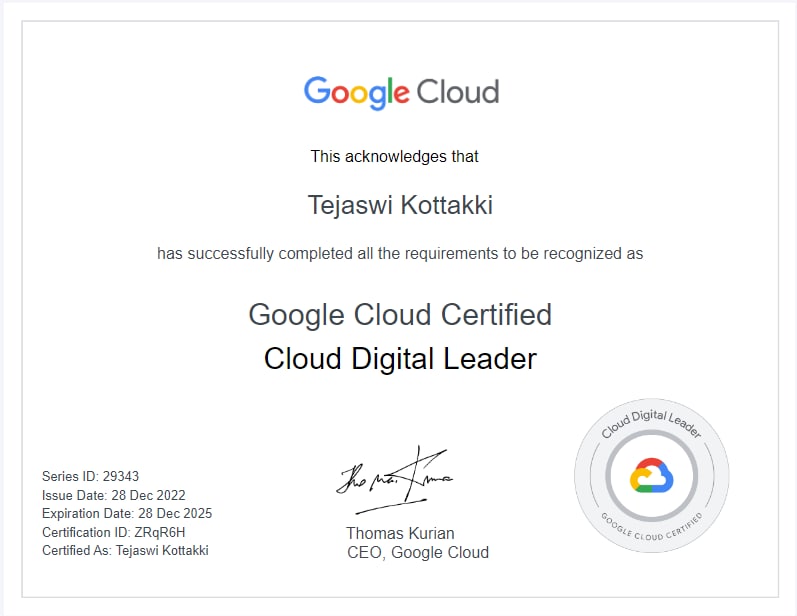 Google Cloud
This acknowledges that
Tejaswi Kottakki
has successfully completed all the requirements to be recognized as
Google Cloud Certified
Cloud Digital Leader
Series ID: 29343
Issue Date: 28 Dec 2022
Expiration Date: 28 Dec 2025
Certification ID: ZRqR6H
Certified As: Tejaswi Kottakki
Thomas Kurian
Thomas Kurian
CEO, Google Cloud
Cloud Digital Leader
GOOGLE CLOUD CERTIFIED